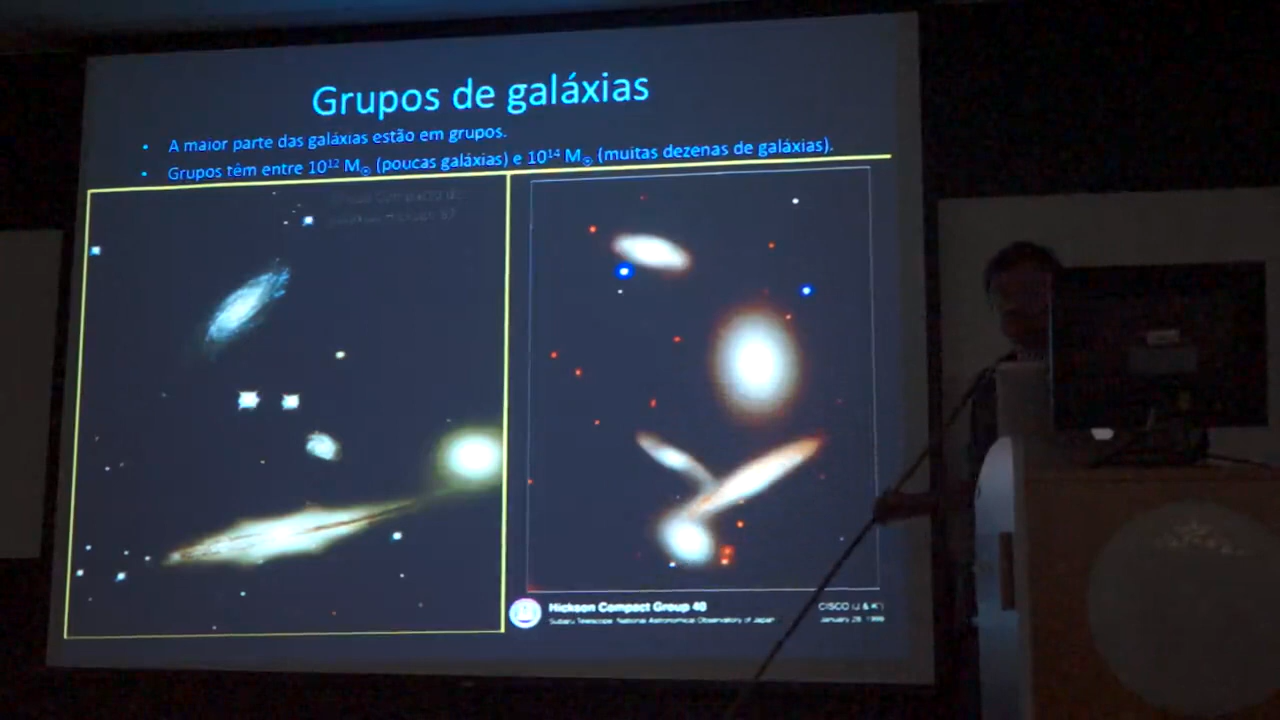 Grupos de galáxias
• A maior parte das galáxias estão em grupos.
• Grupos têm entre 10¹² M☉ (poucas galáxias) e 10¹⁴ M☉ (muitas dezenas de galáxias).
Hickson Compact Group 40
CISCO (J & K')
Subaru Telescope, National Astronomical Observatory of Japan
January 28, 1999